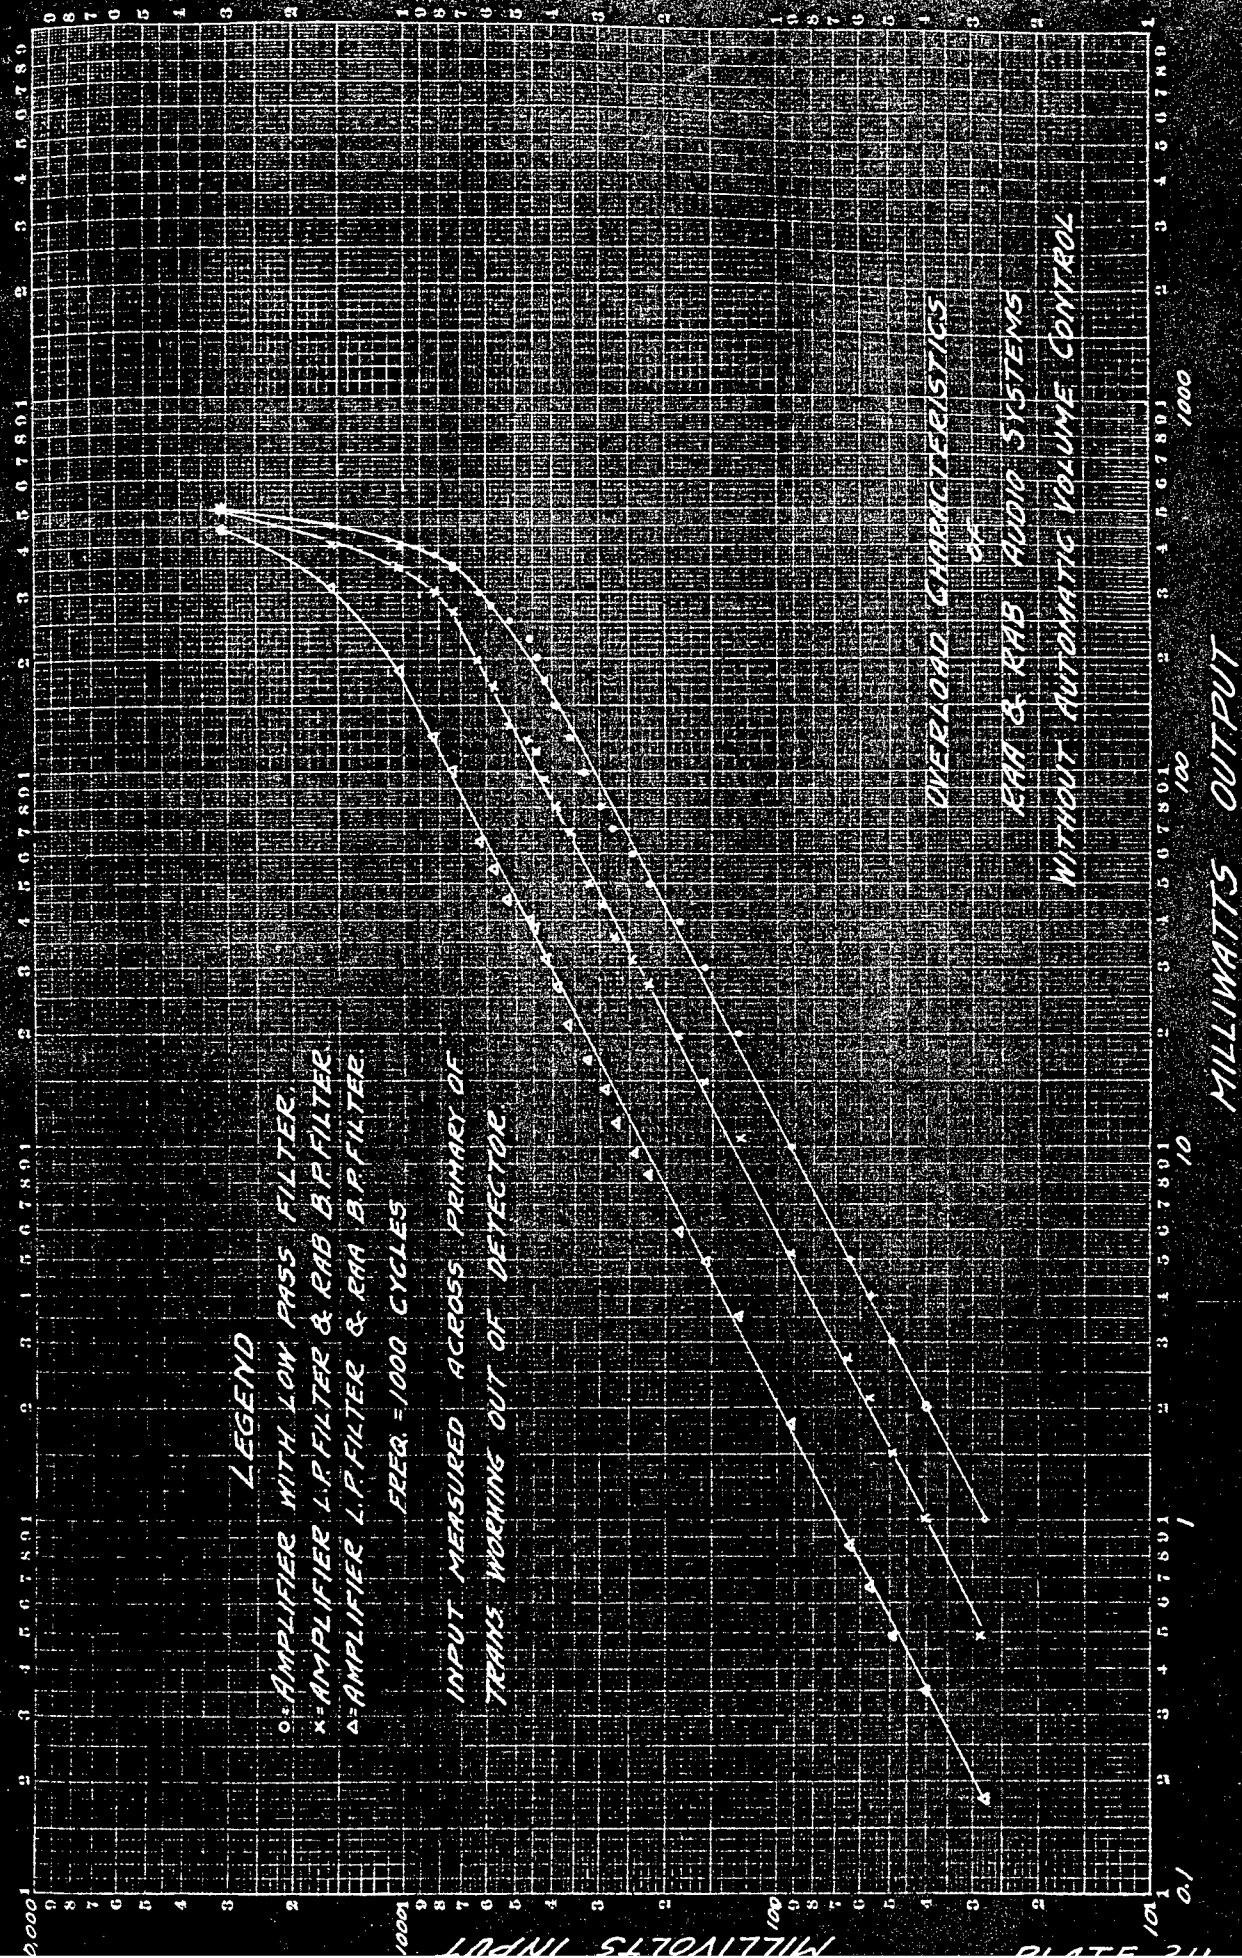 LEGEND
o = AMPLIFIER WITH LOW PASS FILTER.
x = AMPLIFIER L.P. FILTER & RAB B.P. FILTER.
Δ = AMPLIFIER L.P. FILTER & RAA B.P. FILTER
FREQ. = 1000 CYCLES
INPUT MEASURED ACROSS PRIMARY OF
TRANS. WORKING OUT OF DETECTOR.
OVERLOAD CHARACTERISTICS
OF
RAA & RAB AUDIO SYSTEMS
WITHOUT AUTOMATIC VOLUME CONTROL
MILLIVOLTS INPUT
10
100
1000
0.1
1
10
100
1000
MILLIWATTS OUTPUT